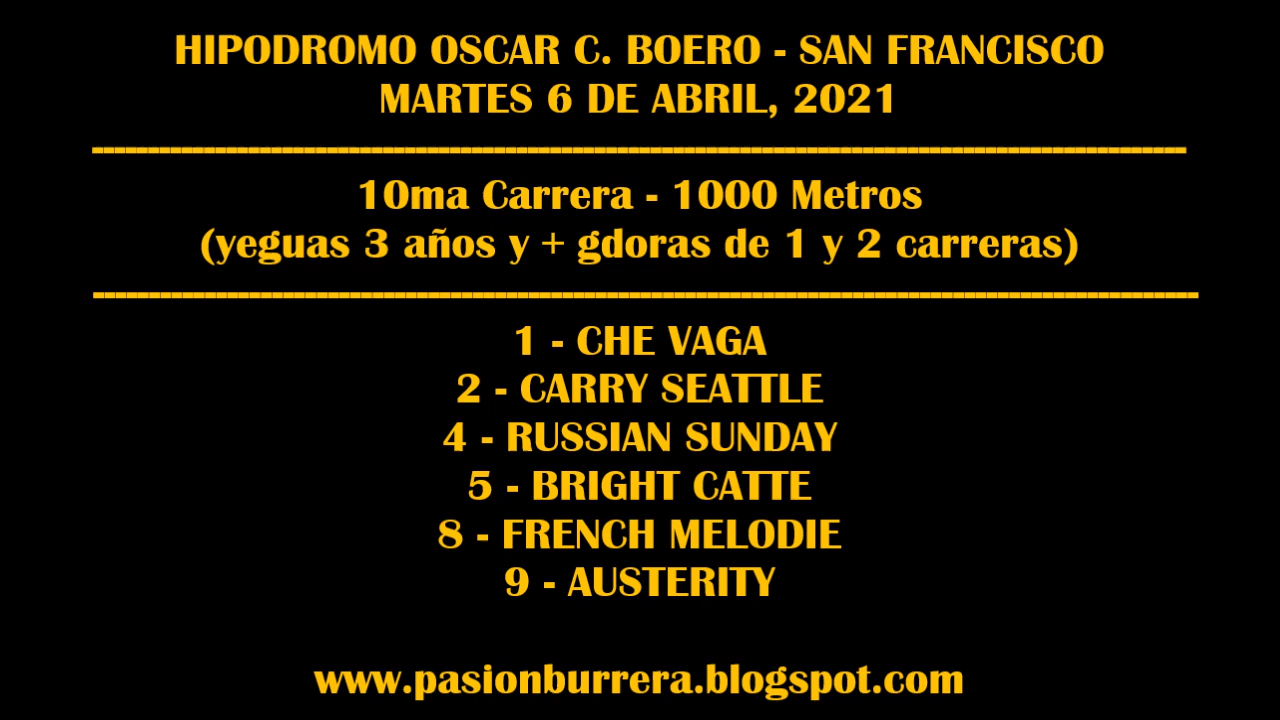 HIPODROMO OSCAR C. BOERO - SAN FRANCISCO
MARTES 6 DE ABRIL, 2021
10ma Carrera - 1000 Metros
(yeguas 3 años y + gdoras de 1 y 2 carreras)
1 - CHE VAGA
2 - CARRY SEATTLE
4 - RUSSIAN SUNDAY
5 - BRIGHT CATTE
8 - FRENCH MELODIE
9 - AUSTERITY
www.pasionburrera.blogspot.com